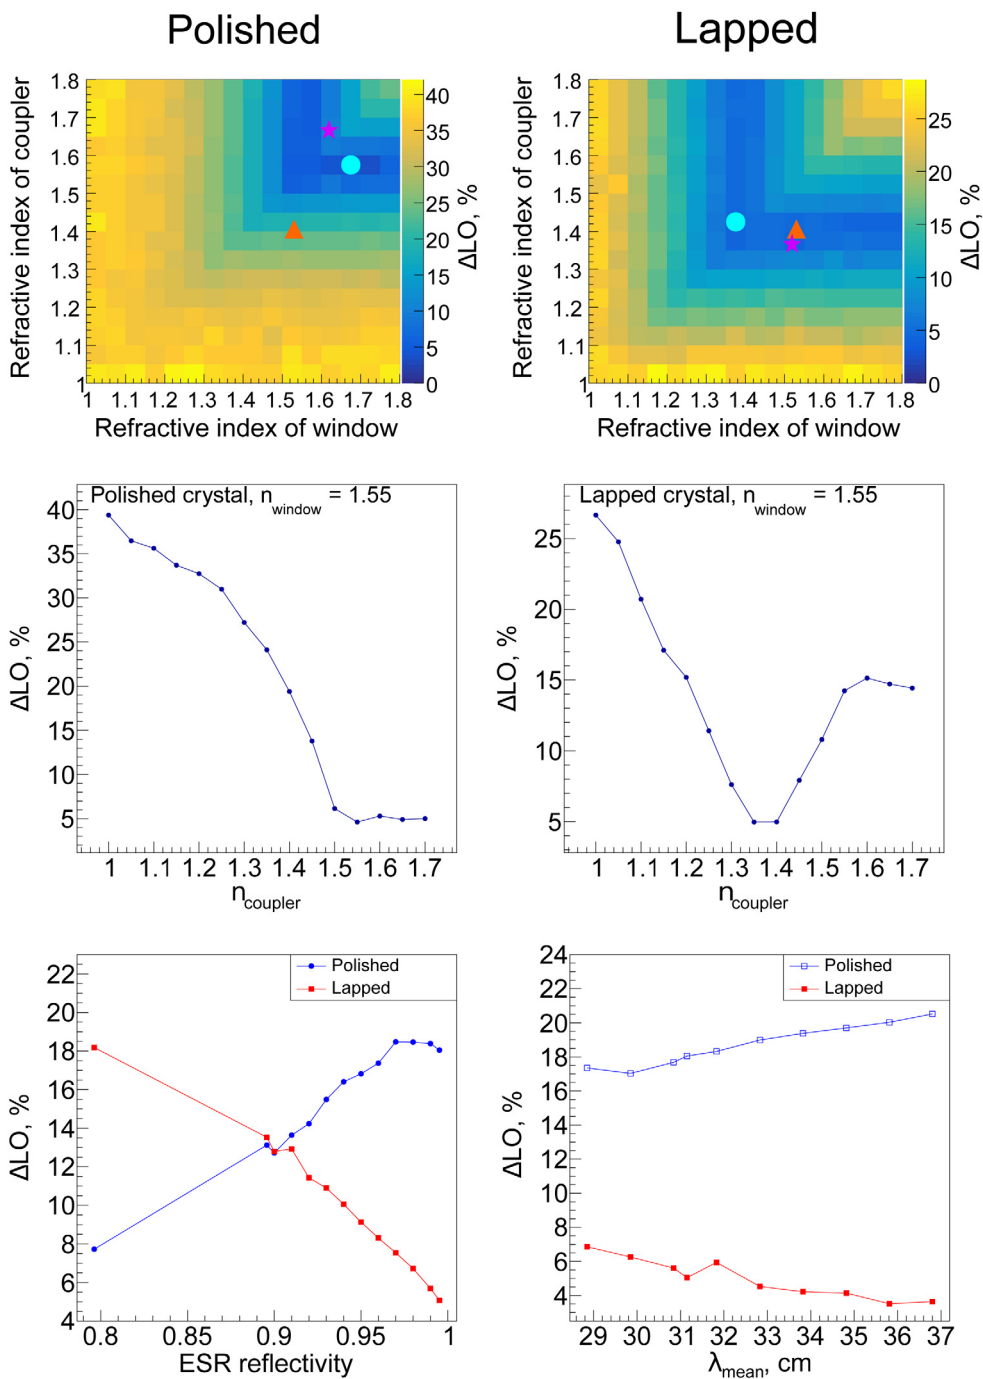 Polished
Lapped
Refractive index of coupler
1.8
1.7
1.6
1.5
1.4
1.3
1.2
1.1
1
1 1.1 1.2 1.3 1.4 1.5 1.6 1.7 1.8
Refractive index of window
40
35
30
25
20
15
10
5
0
ΔLO, %
Refractive index of coupler
1.8
1.7
1.6
1.5
1.4
1.3
1.2
1.1
1
1 1.1 1.2 1.3 1.4 1.5 1.6 1.7 1.8
Refractive index of window
25
20
15
10
5
0
ΔLO, %
Polished crystal, n window = 1.55
ΔLO, %
40
35
30
25
20
15
10
5
1 1.1 1.2 1.3 1.4 1.5 1.6 1.7
n coupler
Lapped crystal, n window = 1.55
ΔLO, %
25
20
15
10
5
1 1.1 1.2 1.3 1.4 1.5 1.6 1.7
n coupler
Polished
Lapped
ΔLO, %
22
20
18
16
14
12
10
8
6
4
0.8 0.85 0.9 0.95 1
ESR reflectivity
Polished
Lapped
ΔLO, %
24
22
20
18
16
14
12
10
8
6
4
29 30 31 32 33 34 35 36 37
λ mean, cm